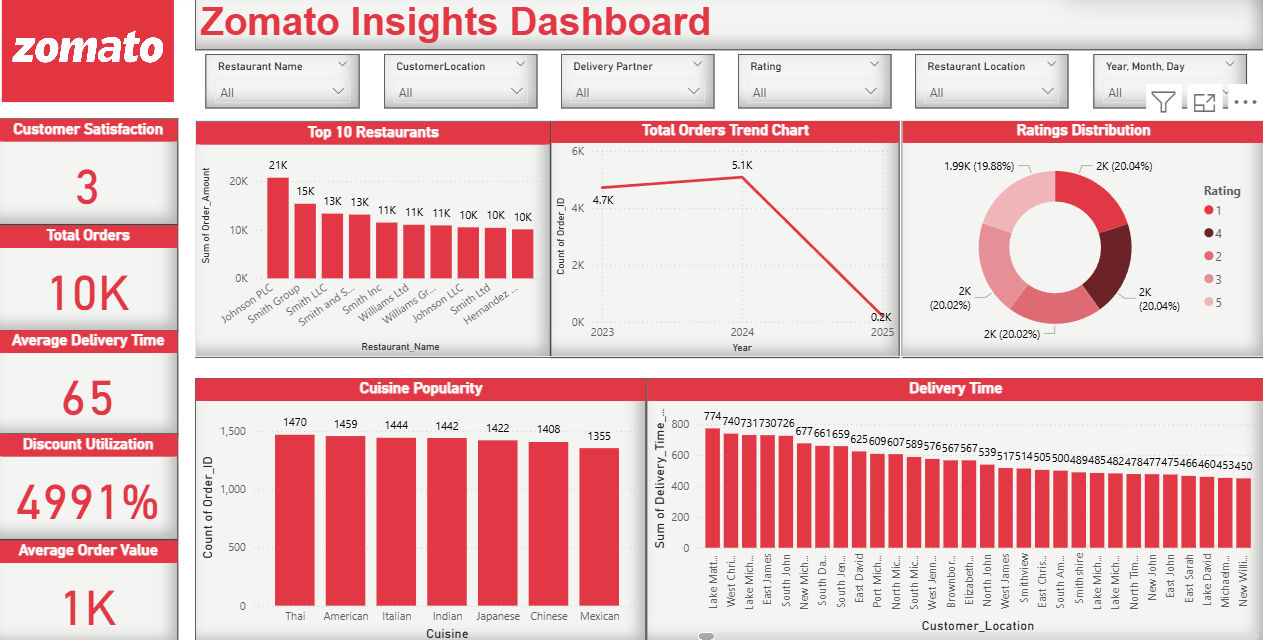 zomato
Zomato Insights Dashboard
Restaurant Name
All
CustomerLocation
All
Delivery Partner
All
Rating
All
Restaurant Location
All
Year, Month, Day
All
Customer Satisfaction
3
Total Orders
10K
Average Delivery Time
65
Discount Utilization
4991%
Average Order Value
1K
Top 10 Restaurants
Sum of Order_Amount
20K
10K
0K
21K
15K
13K
13K
11K
11K
11K
10K
10K
10K
Johnson PLC
Smith Group
Smith LLC
Smith and S...
Smith Inc
Williams Ltd
Williams Gr...
Johnson LLC
Smith Ltd
Hernandez ...
Restaurant_Name
Total Orders Trend Chart
Count of Order_ID
6K
4K
2K
0K
4.7K
5.1K
0.2K
2023
2024
2025
Year
Ratings Distribution
1.99K (19.88%)
2K (20.04%)
2K
(20.02%)
2K
(20.04%)
2K (20.02%)
Rating
1
4
2
3
5
Cuisine Popularity
Count of Order_ID
1,500
1,000
500
0
1470
1459
1444
1442
1422
1408
1355
Thai
American
Italian
Indian
Japanese
Chinese
Mexican
Cuisine
Delivery Time
Sum of Delivery_Time_...
800
600
400
200
0
774
740
731
730
726
677
661
659
625
609
607
589
576
567
567
539
517
514
505
500
489
485
482
478
477
475
466
460
453
450
Lake Matt...
West Chri...
Lake Mich...
East James
South John
New Mich...
South Da...
South Jen...
East David
Port Mich...
North Mic...
South Mic...
West Jenn...
Brownbor...
Elizabeth...
North John
West James
Smithview
East Chris...
South Am...
Smithshire
Lake Mich...
Lake Mich...
North Tim...
New John
East John
East Sarah
Lake David
Michaelm...
New Willi...
Customer_Location